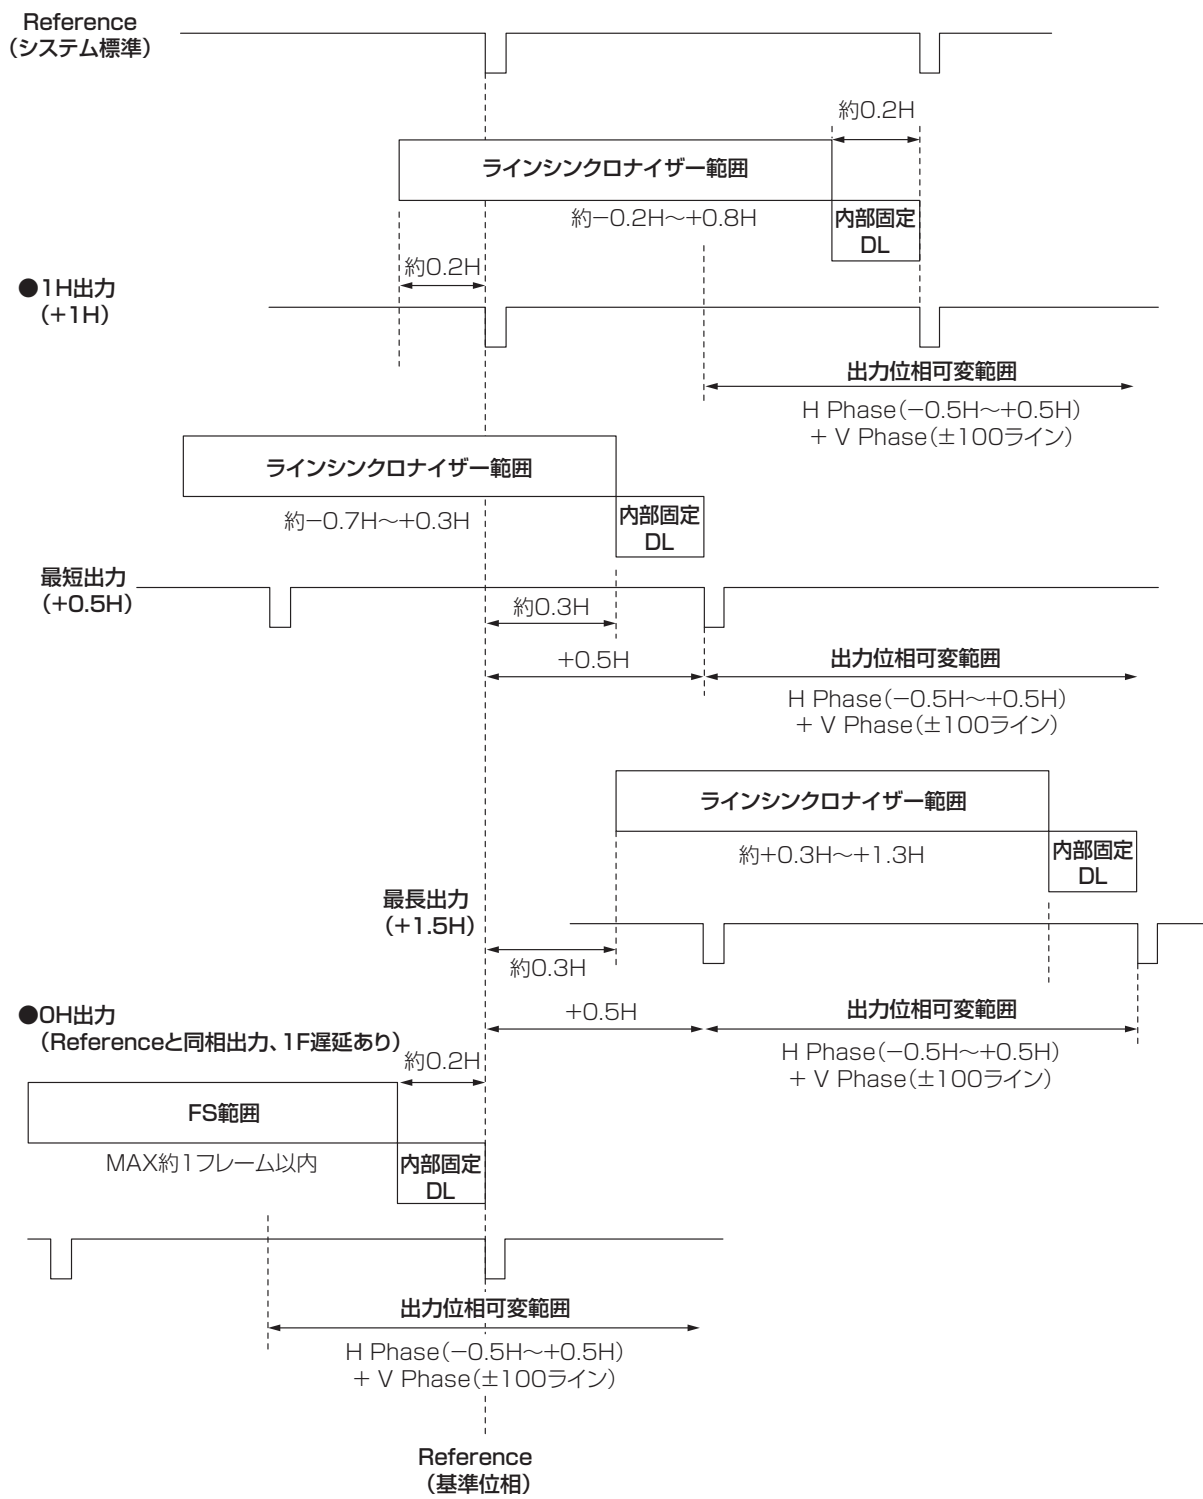 Reference
（システム標準）
約0.2H
ラインシンクロナイザー範囲
約−0.2H～+0.8H
内部固定
DL
約0.2H
●1H出力
（+1H）
出力位相可変範囲
H Phase（−0.5H～+0.5H）
+ V Phase（±100ライン）
ラインシンクロナイザー範囲
約−0.7H～+0.3H
内部固定
DL
最短出力
（+0.5H）
約0.3H
+0.5H
出力位相可変範囲
H Phase（−0.5H～+0.5H）
+ V Phase（±100ライン）
ラインシンクロナイザー範囲
約+0.3H～+1.3H
内部固定
DL
最長出力
（+1.5H）
約0.3H
+0.5H
出力位相可変範囲
H Phase（−0.5H～+0.5H）
+ V Phase（±100ライン）
●0H出力
（Referenceと同相出力、1F遅延あり）
約0.2H
FS範囲
MAX約1フレーム以内
内部固定
DL
出力位相可変範囲
H Phase（−0.5H～+0.5H）
+ V Phase（±100ライン）
Reference
（基準位相）